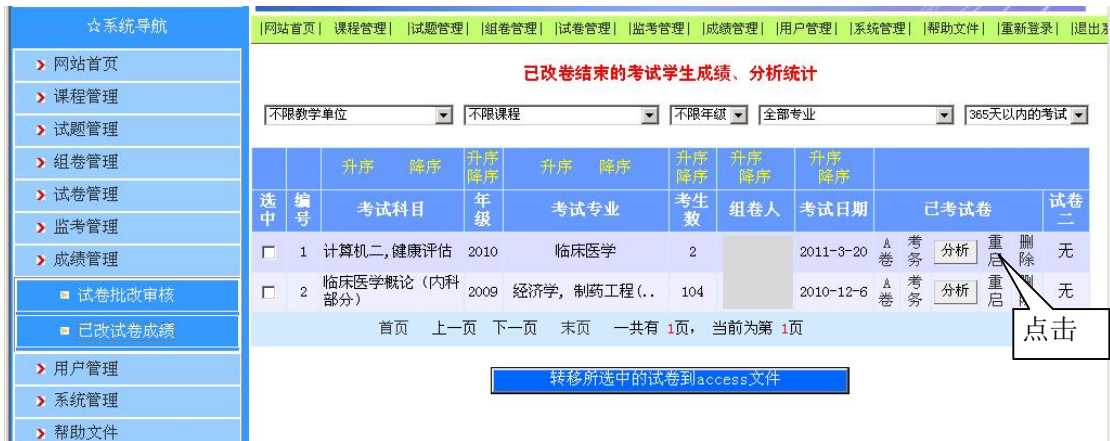 ☆系统导航
网站首页
课程管理
试题管理
组卷管理
试卷管理
监考管理
成绩管理
试卷批改审核
已改试卷成绩
用户管理
系统管理
帮助文件
|网站首页| 课程管理| |试题管理| |组卷管理| |试卷管理| |监考管理| |成绩管理| |用户管理| |系统管理| |帮助文件| |重新登录| |退出
已改卷结束的考试学生成绩、分析统计
不限教学单位 不限课程 不限年级 全部专业 365天以内的考试
升序 降序 升序 降序 升序 降序 升序 降序 升序 降序 升序 降序
选中 编号 考试科目 年级 考试专业 考生数 组卷人 考试日期 已考试卷 试卷二
1 计算机二,健康评估 2010 临床医学 2 2011-3-20 A卷 考务 分析 重启 删除 无
2 临床医学概论（内科部分） 2009 经济学, 制药工程(.. 104 2010-12-6 A卷 考务 分析 重启 无
首页 上一页 下一页 末页 一共有 1页， 当前为第 1页
点击
转移所选中的试卷到access文件